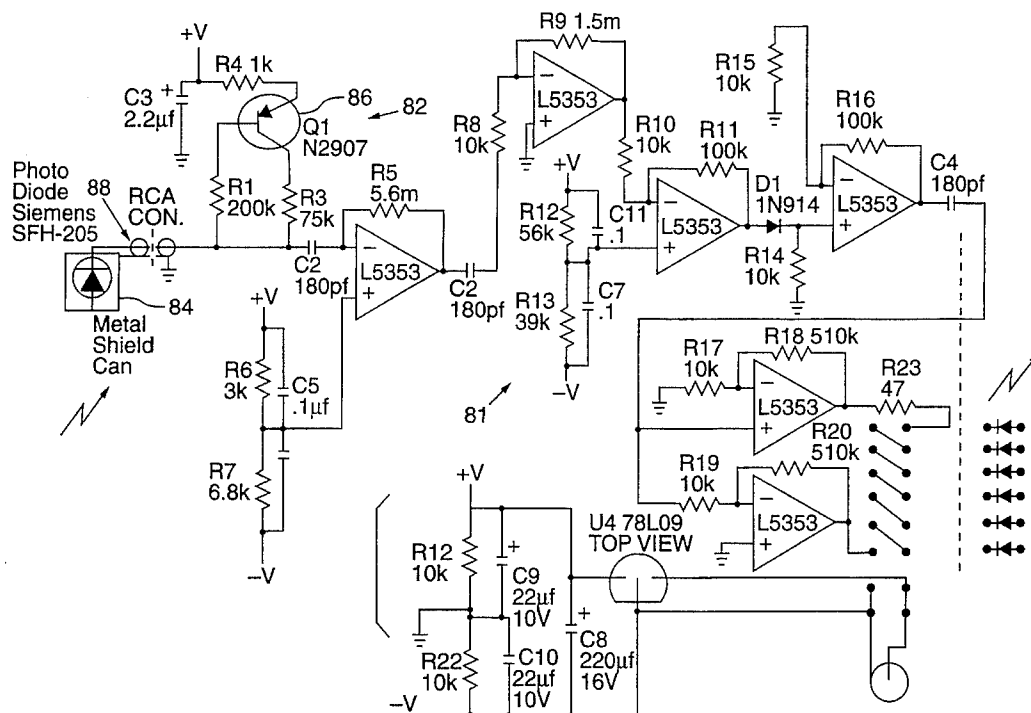 +V
R4 1k
C3
2.2µf
+
86
82
Q1
N2907
R1
200k
R3
75k
Photo
Diode
Siemens
SFH-205
88
RCA
CON.
84
Metal
Shield
Can
C2
180pf
R5
5.6m
−
L5353
+
C2
180pf
+V
R6
3k
C5
.1µf
R7
6.8k
−V
R8
10k
R9 1.5m
−
L5353
+
R10
10k
+V
R12
56k
C11
.1
R13
39k
C7
.1
−V
81
R11
100k
−
L5353
+
D1
1N914
R14
10k
R15
10k
R16
100k
−
L5353
+
C4
180pf
R17
10k
R18 510k
−
L5353
+
R23
47
R19
10k
R20
510k
−
L5353
+
+V
R12
10k
+
C9
22µf
10V
R22
10k
C10
22µf
10V
−V
+
C8
220µf
16V
U4 78L09
TOP VIEW